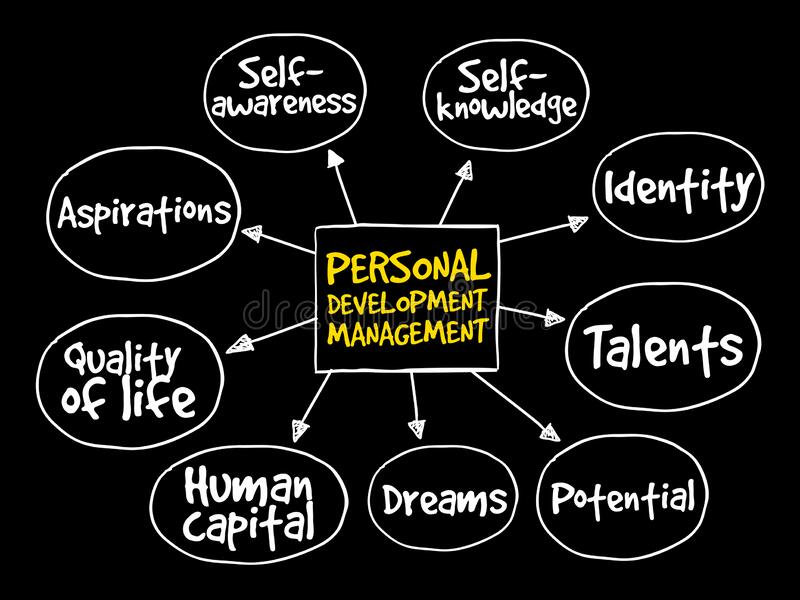 Self-
awareness
Self-
knowledge
Identity
Aspirations
PERSONAL
DEVELOPMENT
MANAGEMENT
dreamstime
Talents
Quality
of life
Human
Capital
Dreams
Potential